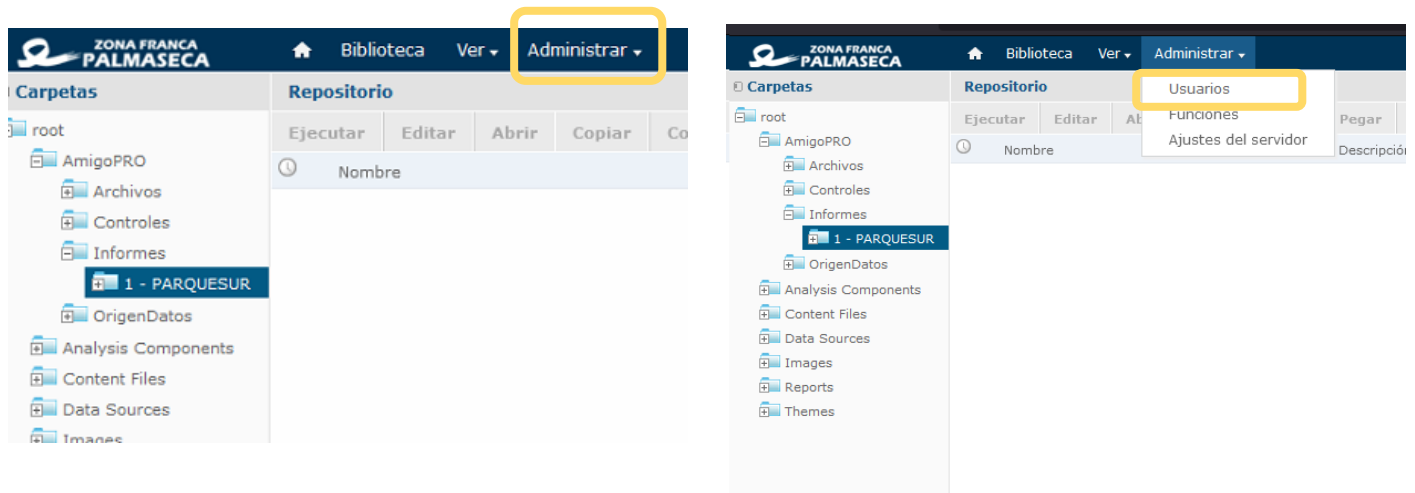 ZONA FRANCA
PALMASECA
Biblioteca Ver Administrar
Carpetas
Repositorio
root
Ejecutar Editar Abrir Copiar Co
AmigoPRO
Nombre
Archivos
Controles
Informes
1 - PARQUESUR
OrigenDatos
Analysis Components
Content Files
Data Sources
Images
ZONA FRANCA
PALMASECA
Biblioteca Ver Administrar
Carpetas
Repositorio
Usuarios
Funciones
Ajustes del servidor
root
Ejecutar Editar Ab Pegar
AmigoPRO
Nombre Descripción
Archivos
Controles
Informes
1 - PARQUESUR
OrigenDatos
Analysis Components
Content Files
Data Sources
Images
Reports
Themes